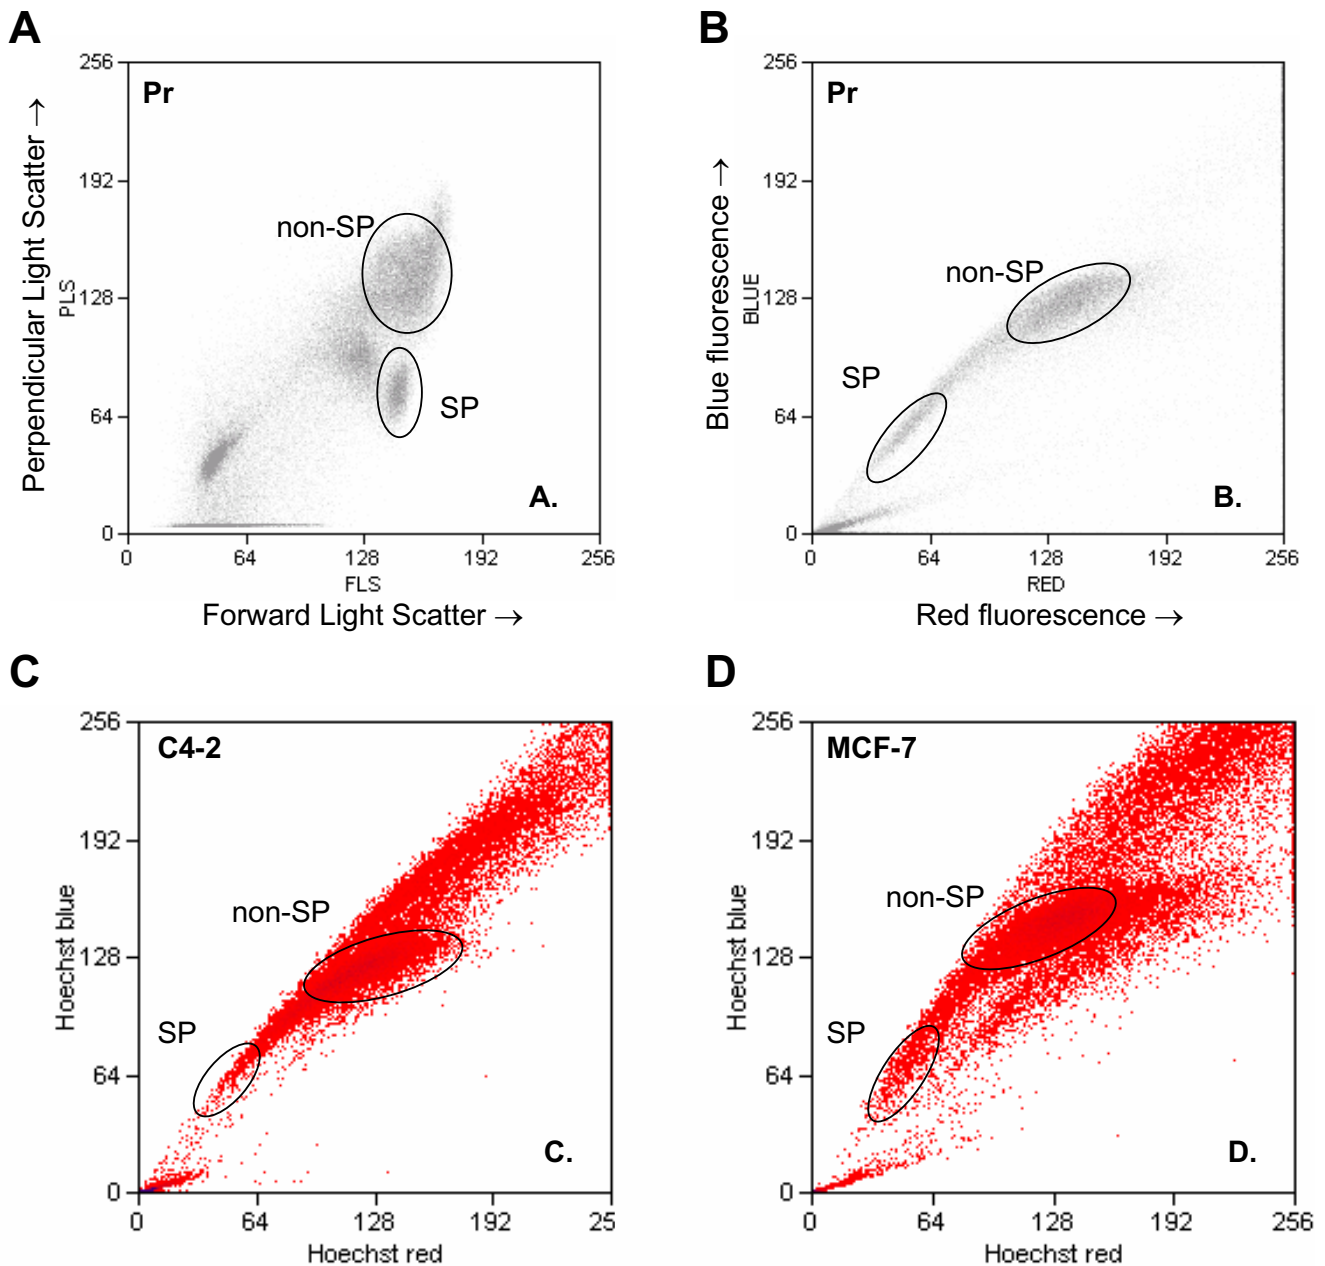 A
Perpendicular Light Scatter →
PLS
256
192
128
64
0
Pr
non-SP
SP
A.
0 64 128 192 256
FLS
Forward Light Scatter →
B
Blue fluorescence →
BLUE
256
192
128
64
0
Pr
non-SP
SP
B.
0 64 128 192 256
RED
Red fluorescence →
C
Hoechst blue
256
192
128
64
0
C4-2
non-SP
SP
C.
0 64 128 192 25
Hoechst red
D
Hoechst blue
256
192
128
64
0
MCF-7
non-SP
SP
D.
0 64 128 192 256
Hoechst red